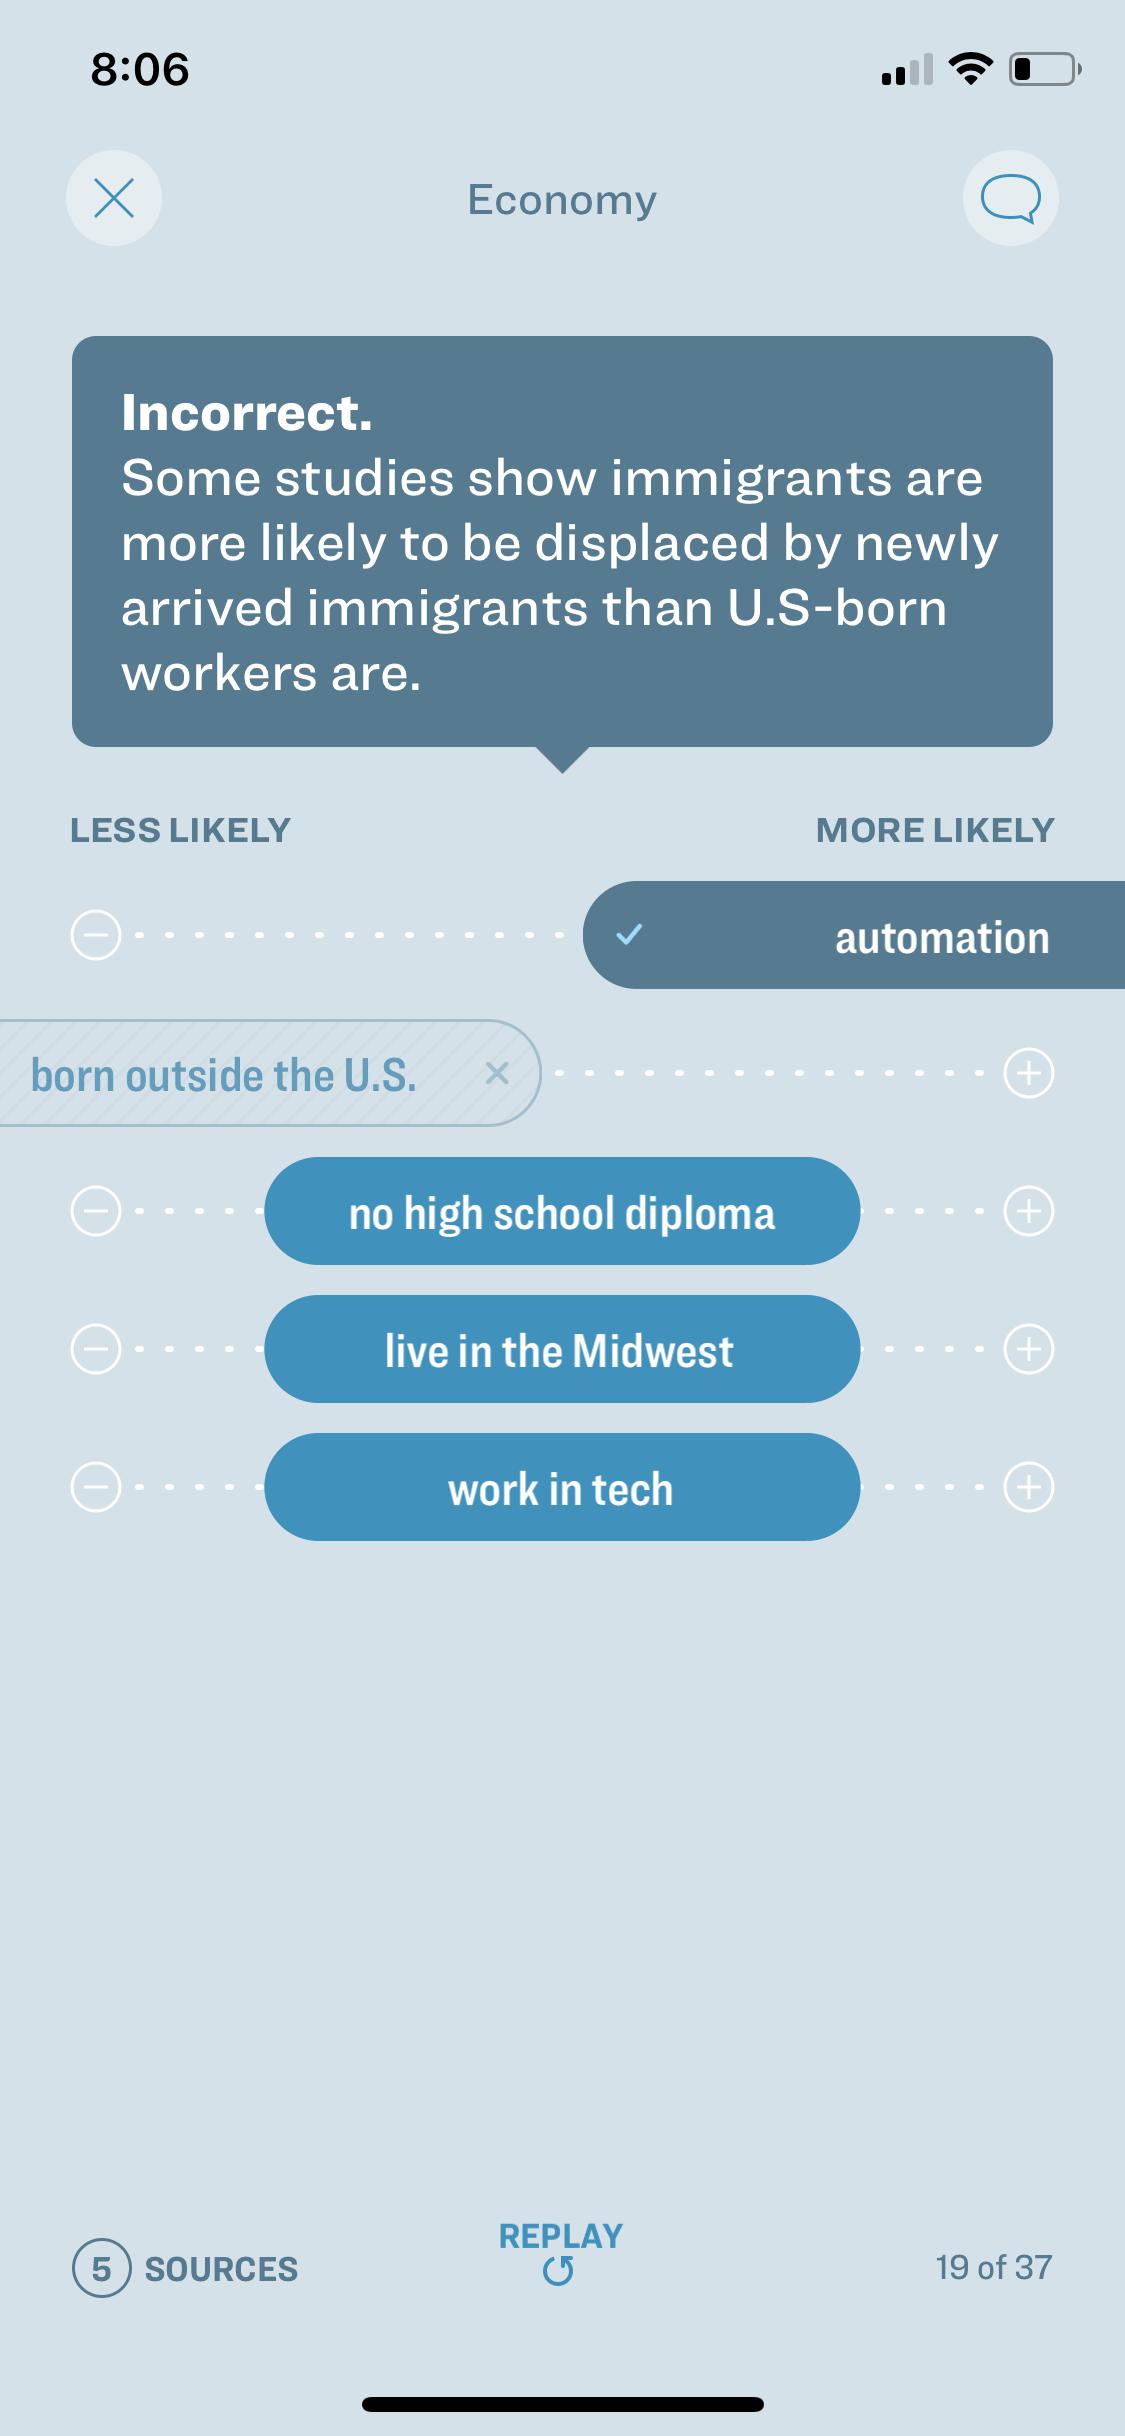 8:06
Economy
Incorrect.
Some studies show immigrants are
more likely to be displaced by newly
arrived immigrants than U.S-born
workers are.
LESS LIKELY
MORE LIKELY
automation
born outside the U.S.
no high school diploma
live in the Midwest
work in tech
REPLAY
5 SOURCES
19 of 37